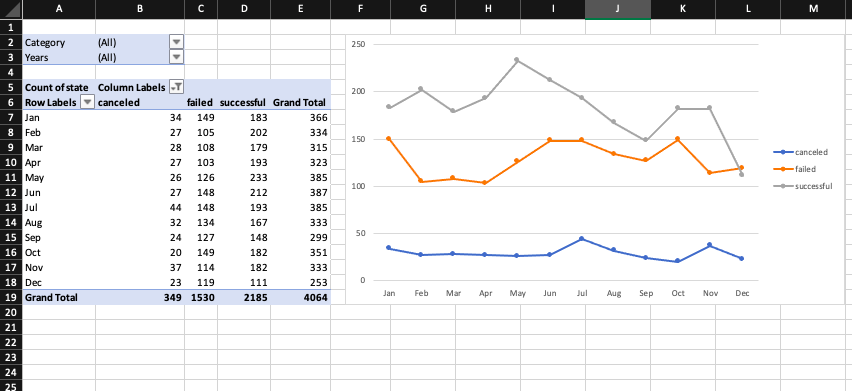 A B C D E F G H I J K L M
1
2 Category (All)
3 Years (All)
4
5 Count of state Column Labels
6 Row Labels canceled failed successful Grand Total
7 Jan 34 149 183 366
8 Feb 27 105 202 334
9 Mar 28 108 179 315
10 Apr 27 103 193 323
11 May 26 126 233 385
12 Jun 27 148 212 387
13 Jul 44 148 193 385
14 Aug 32 134 167 333
15 Sep 24 127 148 299
16 Oct 20 149 182 351
17 Nov 37 114 182 333
18 Dec 23 119 111 253
19 Grand Total 349 1530 2185 4064
20
21
22
23
24
25
250
200
150
100
50
0
Jan Feb Mar Apr May Jun Jul Aug Sep Oct Nov Dec
canceled
failed
successful